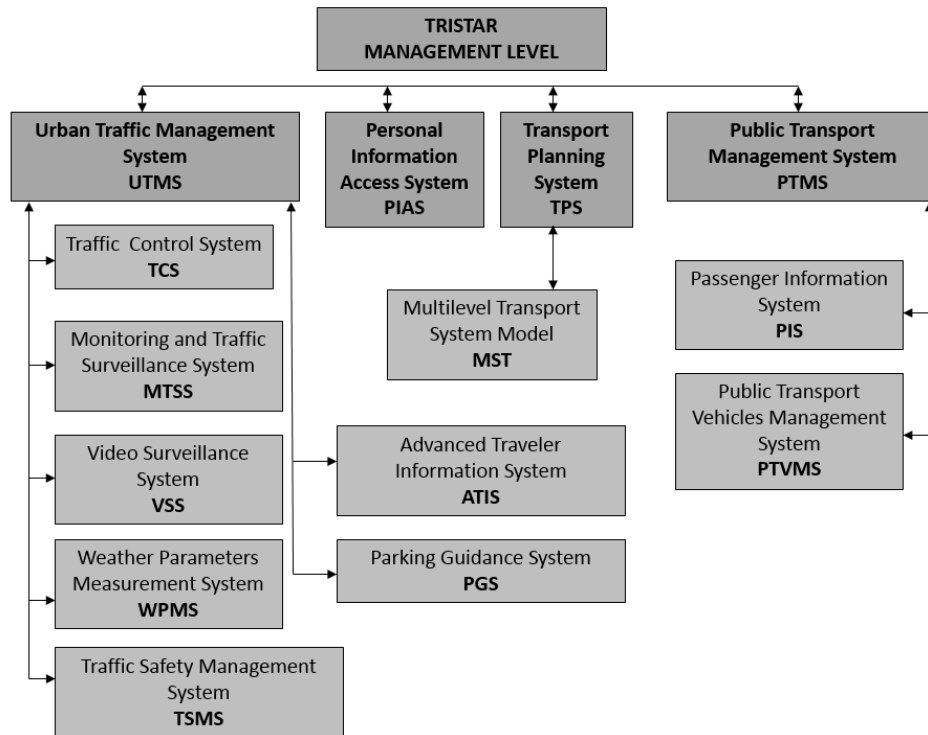 TRISTAR
MANAGEMENT LEVEL
Urban Traffic Management
System
UTMS
Personal
Information
Access System
PIAS
Transport
Planning
System
TPS
Public Transport
Management System
PTMS
Traffic Control System
TCS
Monitoring and Traffic
Surveillance System
MTSS
Video Surveillance
System
VSS
Weather Parameters
Measurement System
WPMS
Traffic Safety Management
System
TSMS
Advanced Traveler
Information System
ATIS
Parking Guidance System
PGS
Multilevel Transport
System Model
MST
Passenger Information
System
PIS
Public Transport
Vehicles Management
System
PTVMS